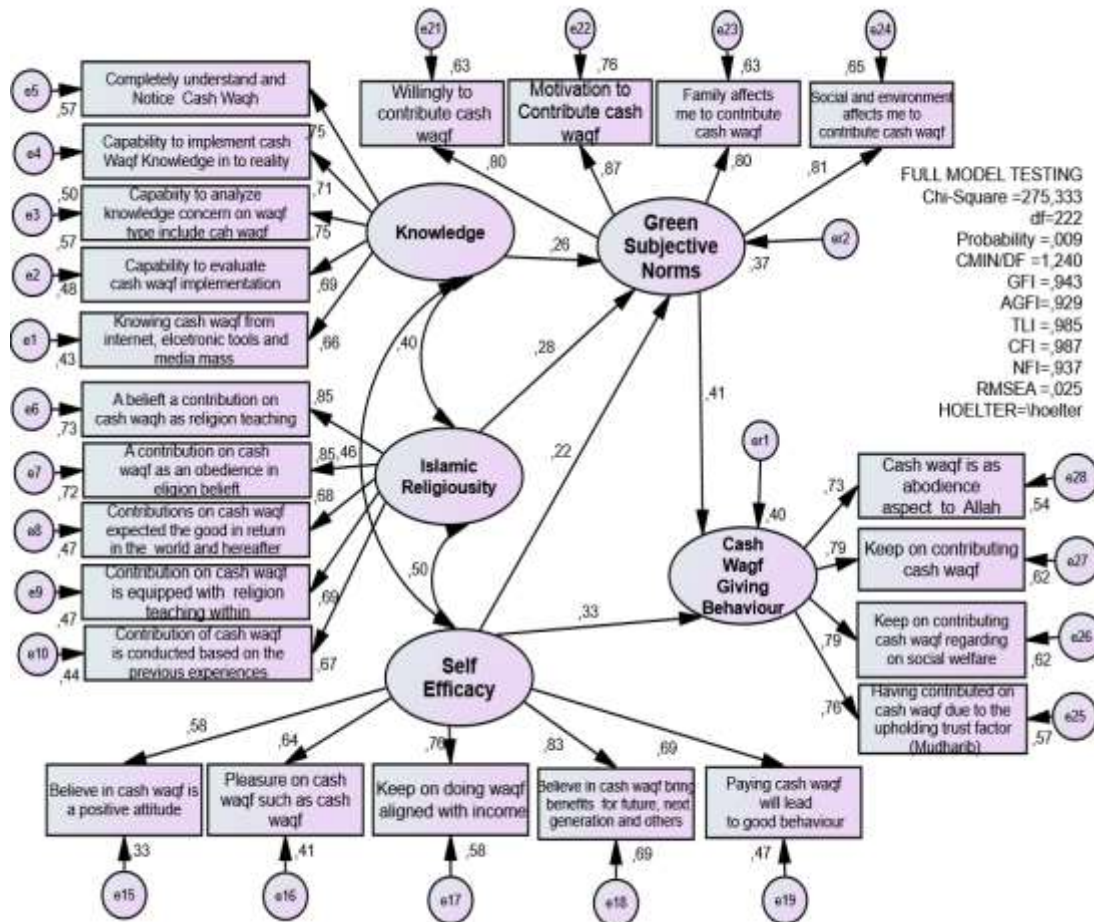 e21
e22
e23
e24
,63
,76
,63
,65
Willingly to
contribute cash
waqf
Motivation to
Contribute cash
waqf
Family affects
me to contribute
cash waqf
Social and environment
affects me to
contribute cash waqf
e5
,57
Completely understand and
Notice Cash Waqh
,75
e4
Capability to implement cash
Waqf Knowledge in to reality
,50
,71
e3
Capabiity to analyze
knowledge concern on waqf
type include cah waqf
,57
,75
e2
Capability to evaluate
cash waqf implementation
,48
,69
e1
Knowing cash waqf from
internet, elcetronic tools and
media mass
,43
,66
Knowledge
,80
,87
,80
,81
Green
Subjective
Norms
,26
er2
,37
FULL MODEL TESTING
Chi-Square =275,333
df=222
Probability =,009
CMIN/DF =1,240
GFI =,943
AGFI=,929
TLI =,985
CFI =,987
NFI=,937
RMSEA =,025
HOELTER=\hoelter
,40
,28
,41
e6
A belief a contribution on
cash waqh as religion teaching
,85
,73
e7
A contribution on cash
waqf as an obedience in
eligion belieft
,85
,46
,72
e8
Contributions on cash waqf
expected the good in return
in the world and hereafter
,68
,47
e9
Contribution on cash waqf
is equipped with religion
teaching within
,69
,47
e10
Contribution of cash waqf
is conducted based on the
previous experiences
,67
,44
Islamic
Religiousity
,22
er1
,40
,50
Cash
Wagf
Giving
Behaviour
,33
,73
Cash waqf is as
abodience
aspect to Allah
e28
,54
,79
Keep on contributing
cash waqf
e27
,62
,79
Keep on contributing
cash waqf regarding
on social welfare
e26
,62
,76
Having contributed on
cash waqf due to the
upholding trust factor
(Mudharib)
e25
,57
Self
Efficacy
,58
,64
,76
,83
,69
Believe in cash waqf is
a positive attitude
Pleasure on cash
waqf such as cash
waqf
Keep on doing waqf
aligned with income
Believe in cash waqf bring
benefits for future, next
generation and others
Paying cash waqf
will lead
to good behaviour
,33
,41
,58
,69
,47
e15
e16
e17
e18
e19